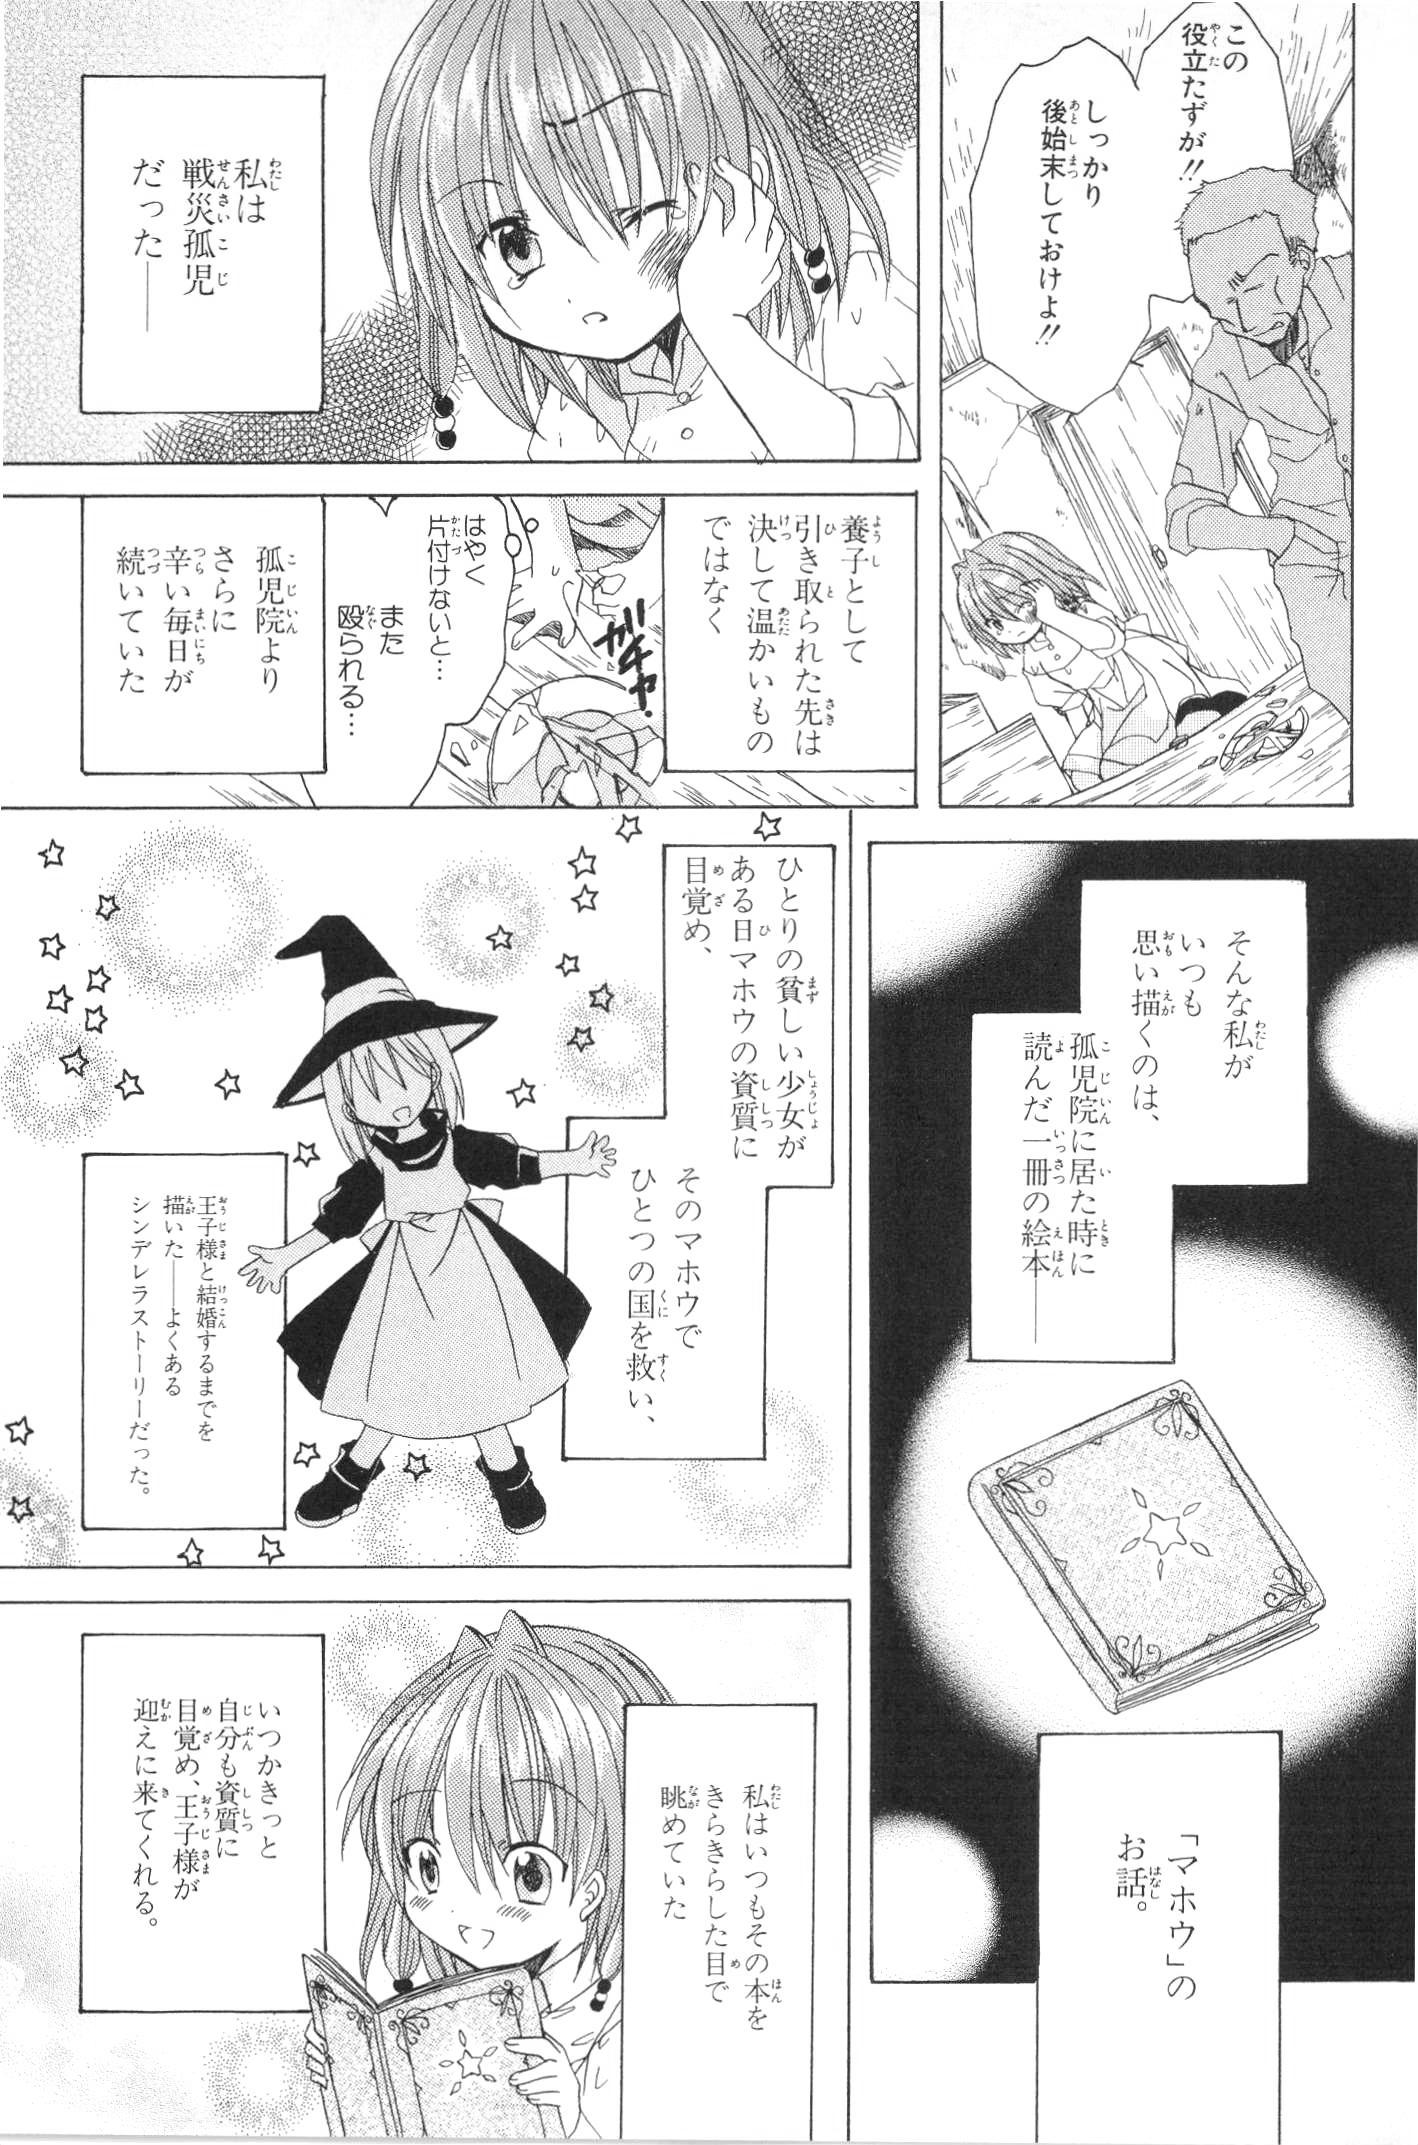 この
役立たずが!!
しっかり
後始末しておけよ!!
私は
戦災孤児
だった――
養子として
引き取られた先は
決して温かいもの
ではなく
ガチャ
はやく
片付けないと…
また
殴られる…
孤児院より
さらに
辛い毎日が
続いていた
そんな私が
いつも
思い描くのは、
孤児院に居た時に
読んだ一冊の絵本――
「マホウ」の
お話。
ひとりの貧しい少女が
ある日マホウの資質に
目覚め、
そのマホウで
ひとつの国を救い、
王子様と結婚するまでを
描いた――よくある
シンデレラストーリーだった。
私はいつもその本を
きらきらした目で
眺めていた
いつかきっと
自分も資質に
目覚め、王子様が
迎えに来てくれる。